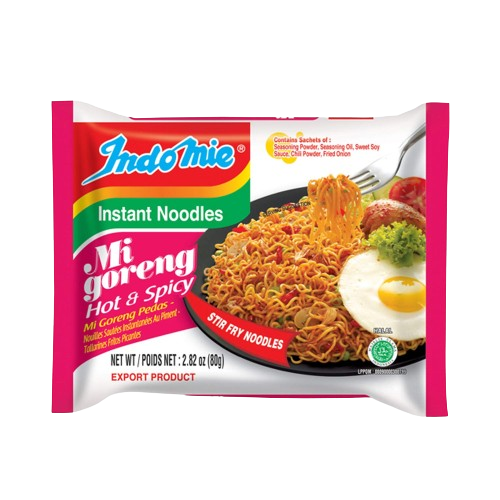 Indomie®
Instant Noodles
Mi
goreng
Hot & Spicy
Mi Goreng Pedas -
Nouilles Sautées Instantanées Au Piment -
Tallarines Fritos Picantes
NET WT / POIDS NET : 2.82 oz (80g)
EXPORT PRODUCT
Contains Sachets of :
Seasoning Powder, Seasoning Oil, Sweet Soy
Sauce, Chili Powder, Fried Onion
STIR FRY NOODLES
HALAL